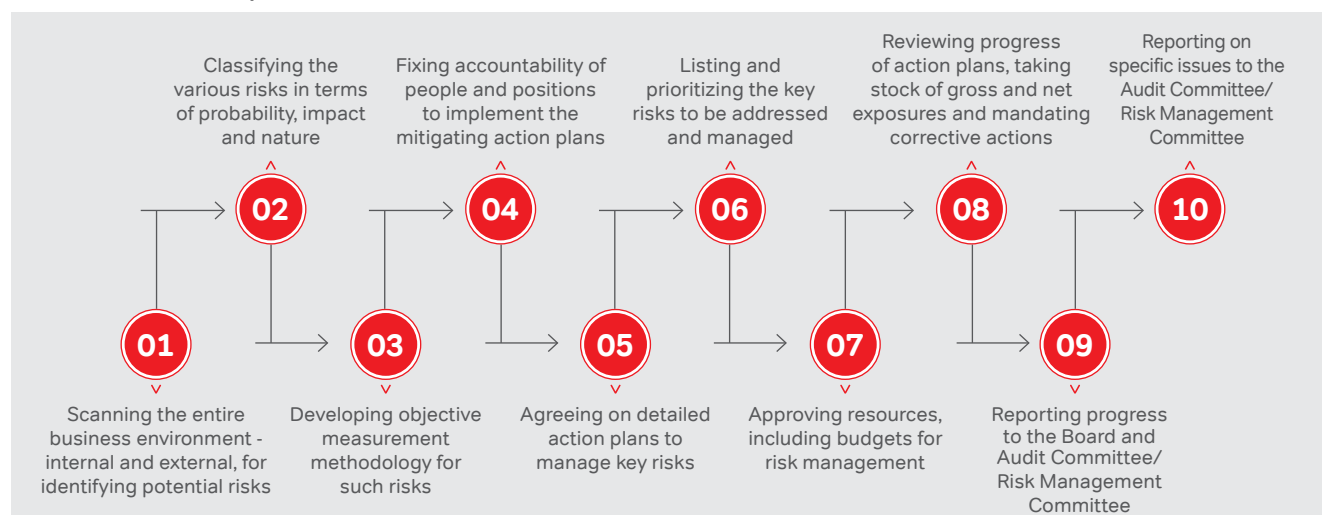 01
Scanning the entire
business environment -
internal and external, for
identifying potential risks
02
Classifying the
various risks in terms
of probability, impact
and nature
03
Developing objective
measurement
methodology for
such risks
04
Fixing accountability of
people and positions
to implement the
mitigating action plans
05
Agreeing on detailed
action plans to
manage key risks
06
Listing and
prioritizing the key
risks to be addressed
and managed
07
Approving resources,
including budgets for
risk management
08
Reviewing progress
of action plans, taking
stock of gross and net
exposures and mandating
corrective actions
09
Reporting progress
to the Board and
Audit Committee/
Risk Management
Committee
10
Reporting on
specific issues to the
Audit Committee/
Risk Management
Committee